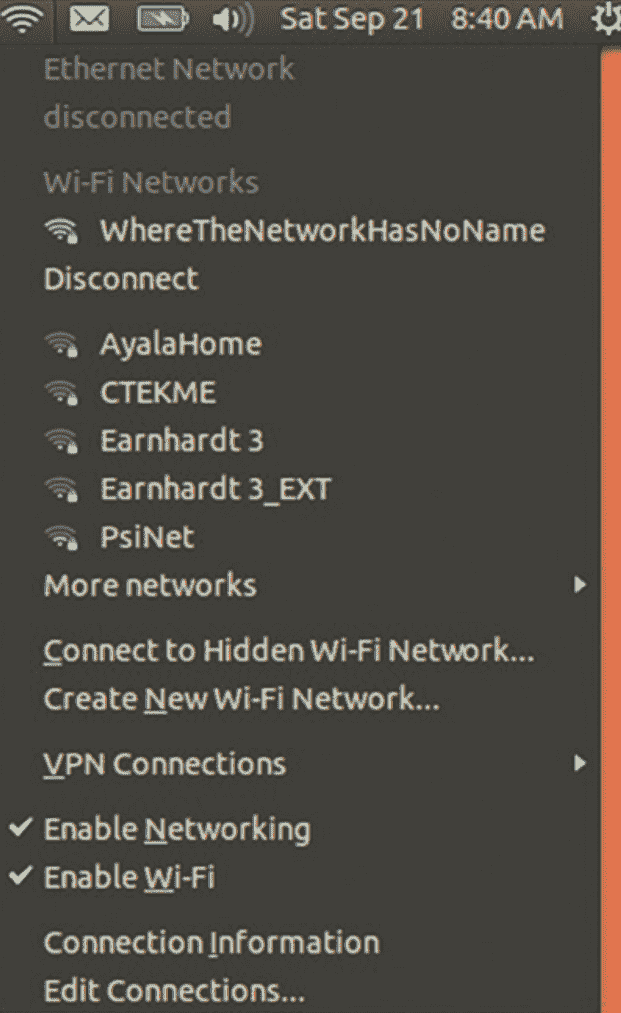 Sat Sep 21 8:40 AM
Ethernet Network
disconnected
Wi-Fi Networks
WhereTheNetworkHasNoName
Disconnect
AyalaHome
CTEKME
Earnhardt 3
Earnhardt 3_EXT
PsiNet
More networks
Connect to Hidden Wi-Fi Network...
Create New Wi-Fi Network...
VPN Connections
Enable Networking
Enable Wi-Fi
Connection Information
Edit Connections...